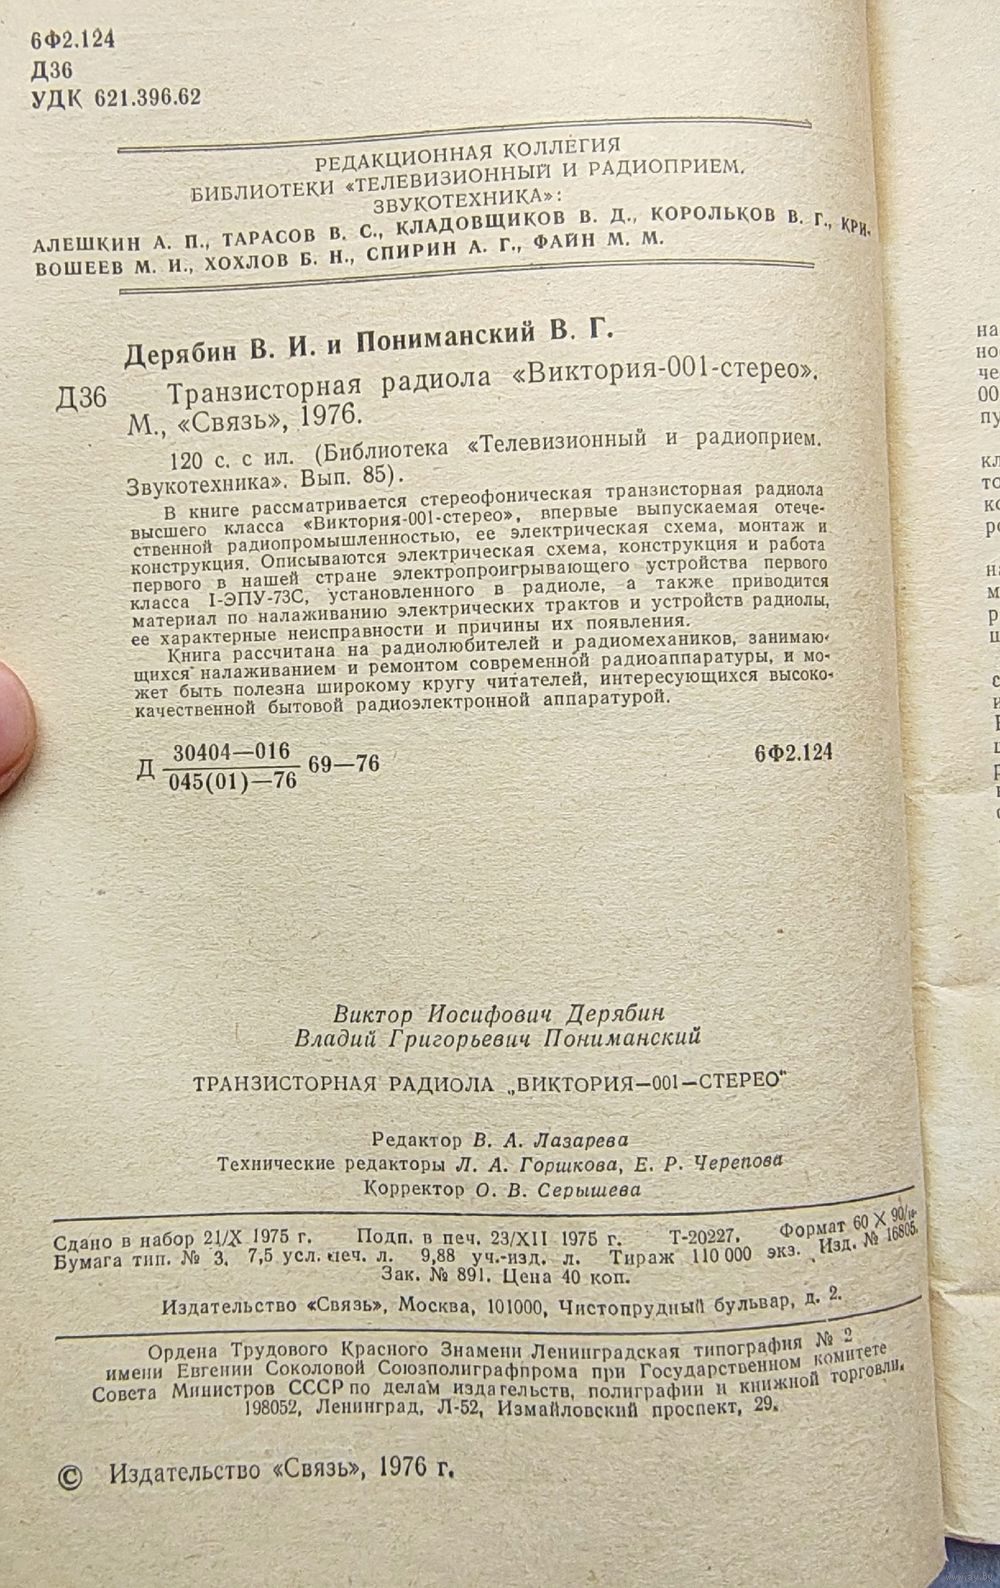 6Ф2.124
Д36
УДК 621.396.62
РЕДАКЦИОННАЯ КОЛЛЕГИЯ
БИБЛИОТЕКИ «ТЕЛЕВИЗИОННЫЙ И РАДИОПРИЕМ.
ЗВУКОТЕХНИКА»:
АЛЕШКИН А. П., ТАРАСОВ В. С., КЛАДОВЩИКОВ В. Д., КОРОЛЬКОВ В. Г., КРИ-
ВОШЕЕВ М. И., ХОХЛОВ Б. Н., СПИРИН А. Г., ФАЙН М. М.
Дерябин В. И. и Пониманский В. Г.
Д36 Транзисторная радиола «Виктория-001-стерео».
М., «Связь», 1976.
120 с. с ил. (Библиотека «Телевизионный и радиоприем.
Звукотехника». Вып. 85).
В книге рассматривается стереофоническая транзисторная радиола
высшего класса «Виктория-001-стерео», впервые выпускаемая отече-
ственной радиопромышленностью, ее электрическая схема, монтаж и
конструкция. Описываются электрическая схема, конструкция и работа
первого в нашей стране электропроигрывающего устройства первого
класса I-ЭПУ-73С, установленного в радиоле, а также приводится
материал по налаживанию электрических трактов и устройств радиолы,
ее характерные неисправности и причины их появления.
Книга рассчитана на радиолюбителей и радиомехаников, занимаю-
щихся налаживанием и ремонтом современной радиоаппаратуры, и мо-
жет быть полезна широкому кругу читателей, интересующихся высоко-
качественной бытовой радиоэлектронной аппаратурой.
Д 30404—016
045(01)—76 69—76 6Ф2.124
Виктор Иосифович Дерябин
Владий Григорьевич Пониманский
ТРАНЗИСТОРНАЯ РАДИОЛА „ВИКТОРИЯ—001—СТЕРЕО"
Редактор В. А. Лазарева
Технические редакторы Л. А. Горшкова, Е. Р. Черепова
Корректор О. В. Серышева
Сдано в набор 21/X 1975 г. Подп. в печ. 23/XII 1975 г. Т-20227. Формат 60 X 90/16.
Бумага тип. № 3. 7,5 усл. печ. л. 9,88 уч.-изд. л. Тираж 110 000 экз. Изд. № 16805.
Зак. № 891. Цена 40 коп.
Издательство «Связь», Москва, 101000, Чистопрудный бульвар, д. 2.
Ордена Трудового Красного Знамени Ленинградская типография № 2
имени Евгении Соколовой Союзполиграфпрома при Государственном комитете
Совета Министров СССР по делам издательств, полиграфии и книжной торговли.
198052, Ленинград, Л-52, Измайловский проспект, 29.
© Издательство «Связь», 1976 г.